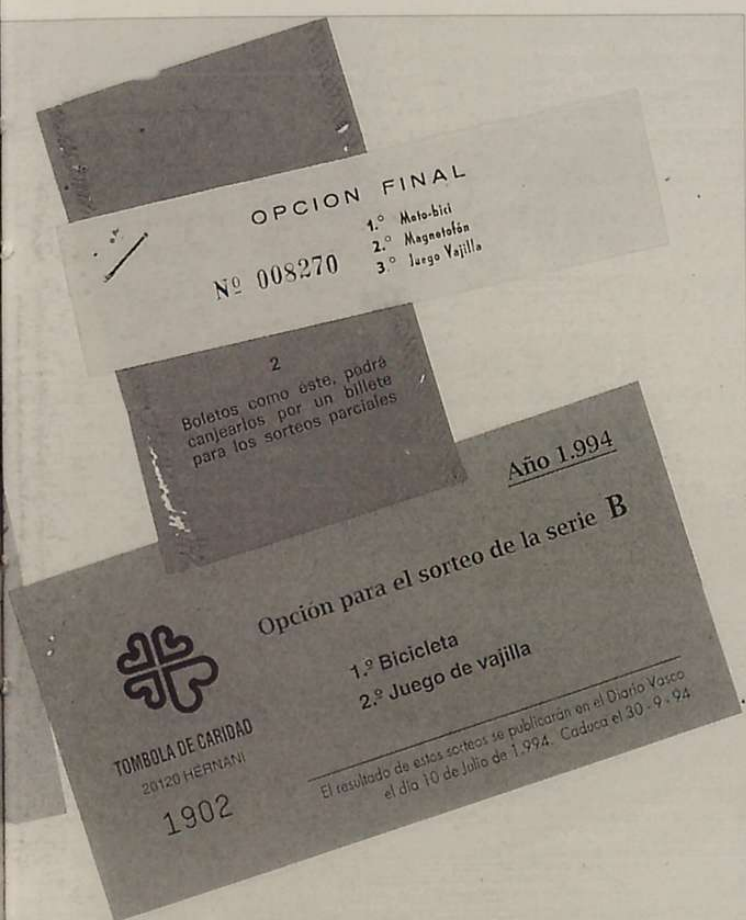 OPCION FINAL
Nº 008270
1.º Moto-bici
2.º Magnetofón
3.º Juego Vajilla
2
Boletos como éste, podrá
canjearlos por un billete
para los sorteos parciales
Año 1.994
Opción para el sorteo de la serie B
1.º Bicicleta
2.º Juego de vajilla
TOMBOLA DE CARIDAD
20120 HERNANI
1902
El resultado de estos sorteos se publicarán en el Diario Vasco
el día 10 de Julio de 1.994. Caduca el 30 - 9 - 94